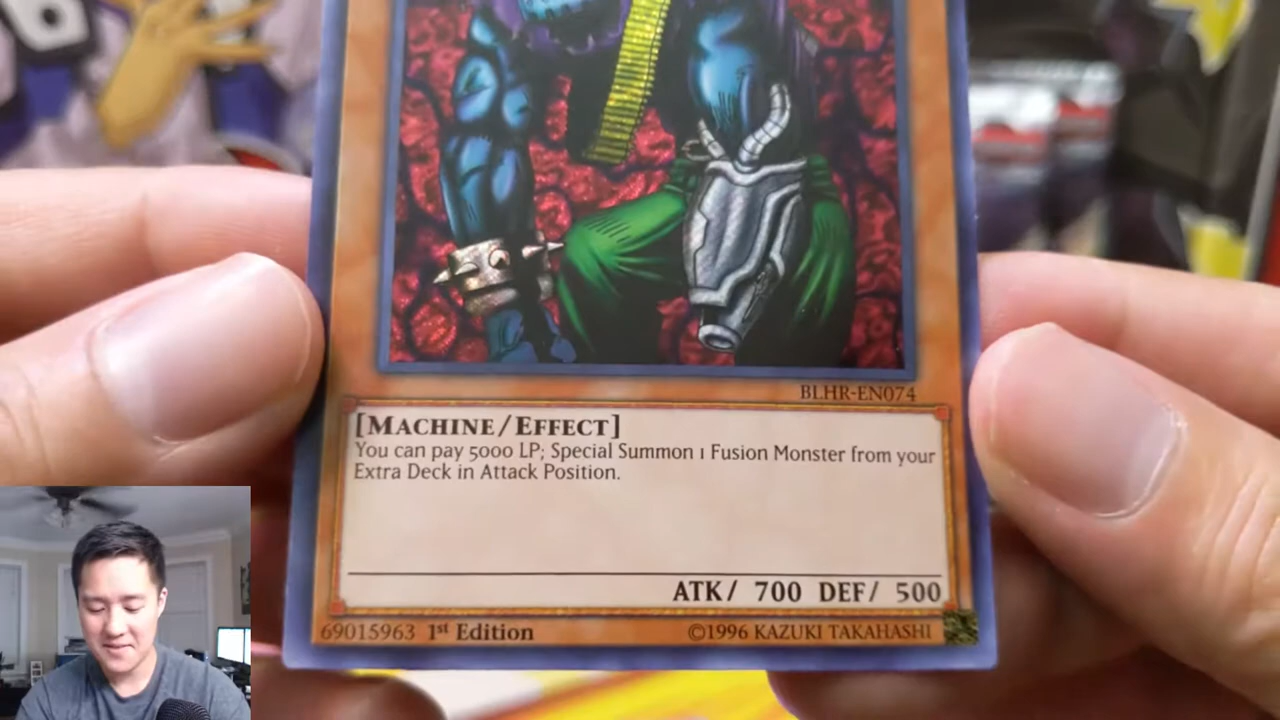 BLHR-EN074
[MACHINE/EFFECT]
You can pay 5000 LP; Special Summon 1 Fusion Monster from your
Extra Deck in Attack Position.
ATK/ 700 DEF/ 500
69015963 1st Edition ©1996 KAZUKI TAKAHASHI